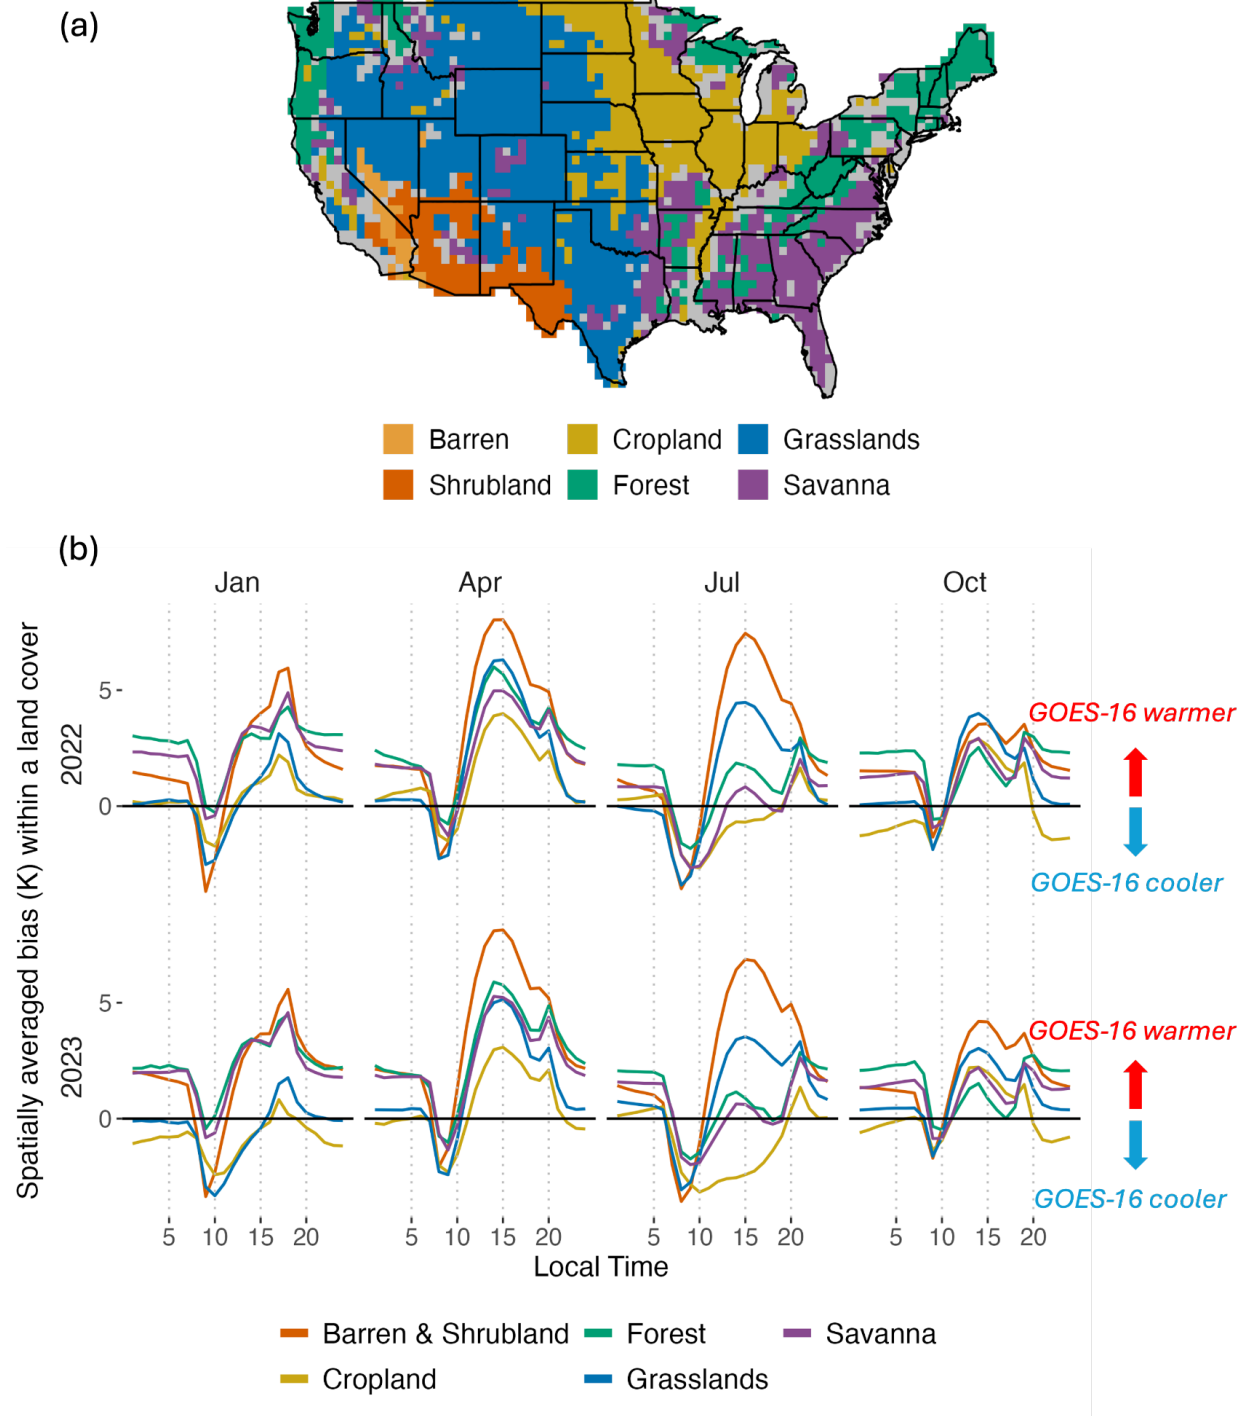 (a)
Barren Cropland Grasslands
Shrubland Forest Savanna
(b)
Jan Apr Jul Oct
Spatially averaged bias (K) within a land cover
2022
5
0
GOES-16 warmer
GOES-16 cooler
2023
5
0
GOES-16 warmer
GOES-16 cooler
5 10 15 20 5 10 15 20 5 10 15 20 5 10 15 20
Local Time
Barren & Shrubland Forest Savanna
Cropland Grasslands